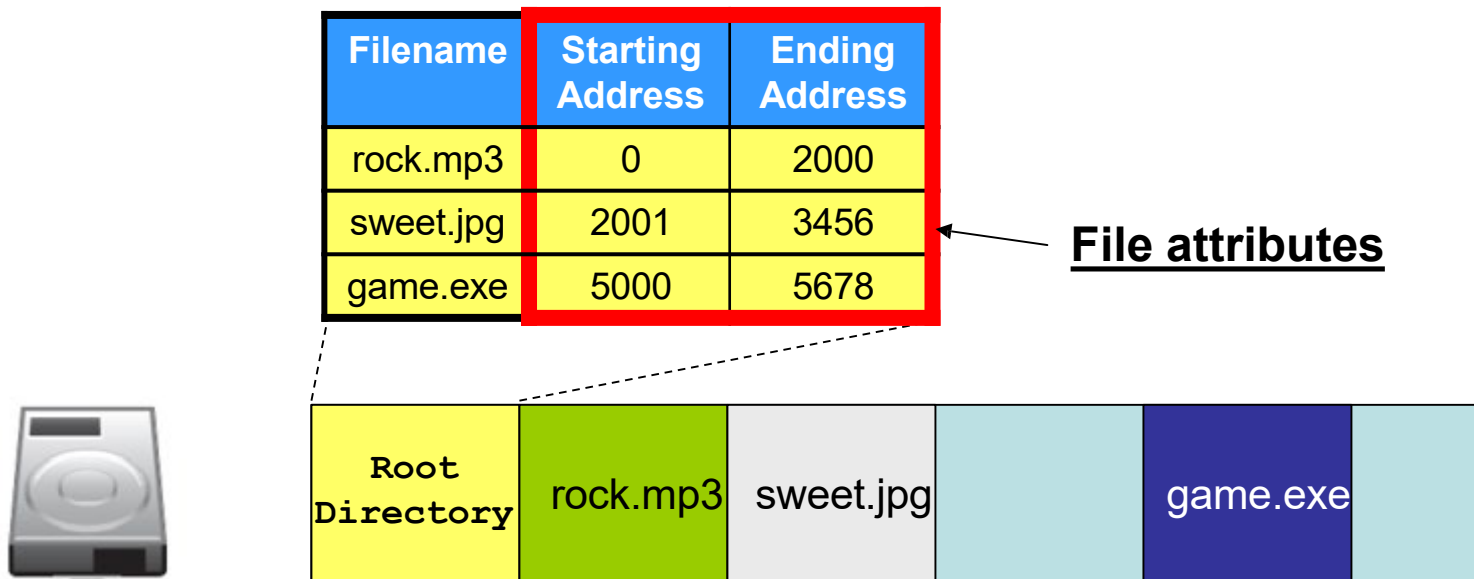 Filename Starting Address Ending Address
rock.mp3 0 2000
sweet.jpg 2001 3456
game.exe 5000 5678
File attributes
Root Directory rock.mp3 sweet.jpg game.exe